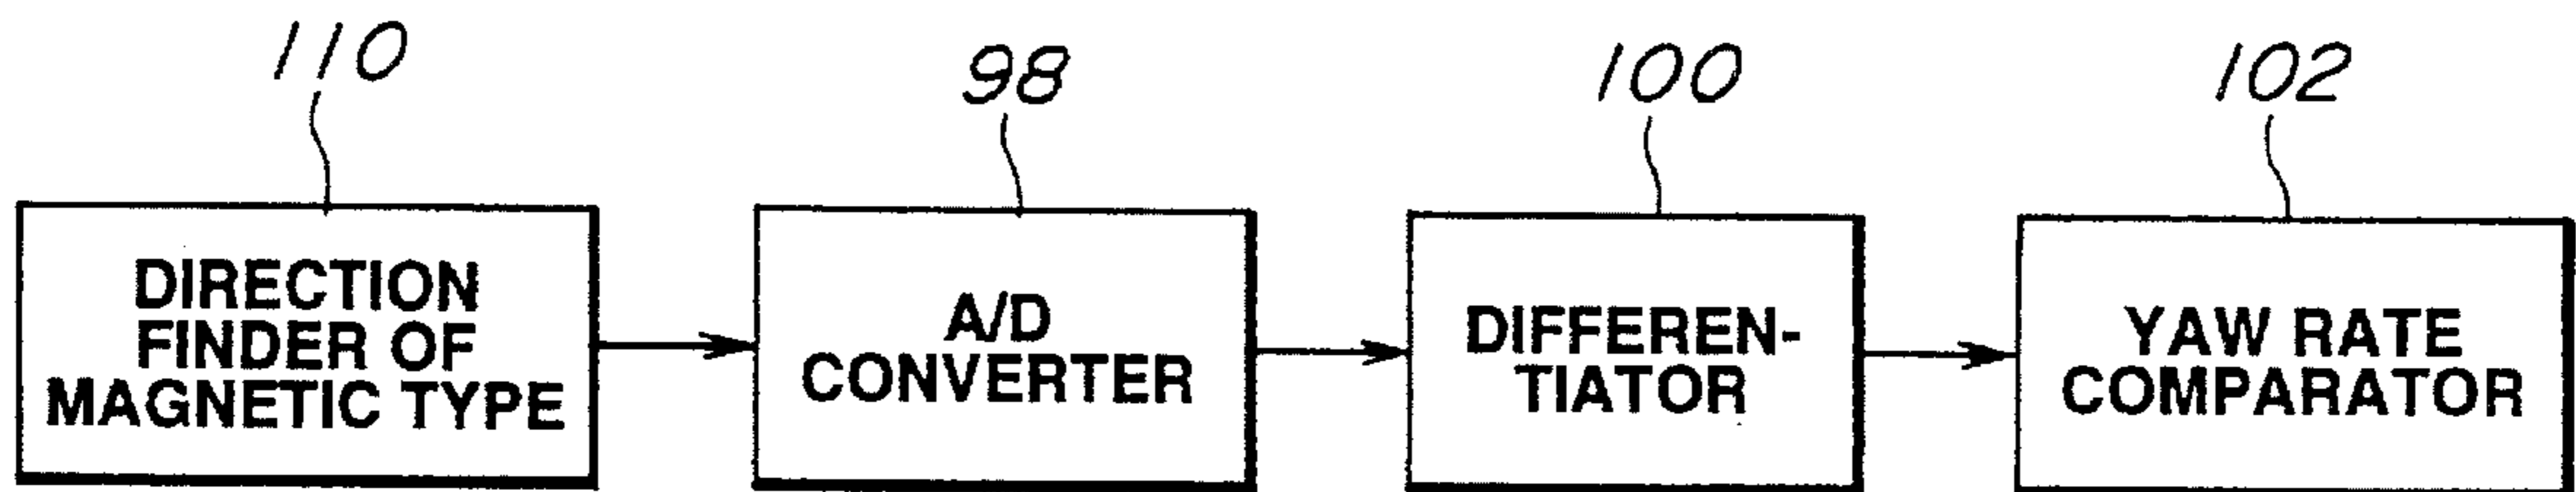 110
98
100
102
DIRECTION
FINDER OF
MAGNETIC TYPE
A/D
CONVERTER
DIFFEREN-
TIATOR
YAW RATE
COMPARATOR